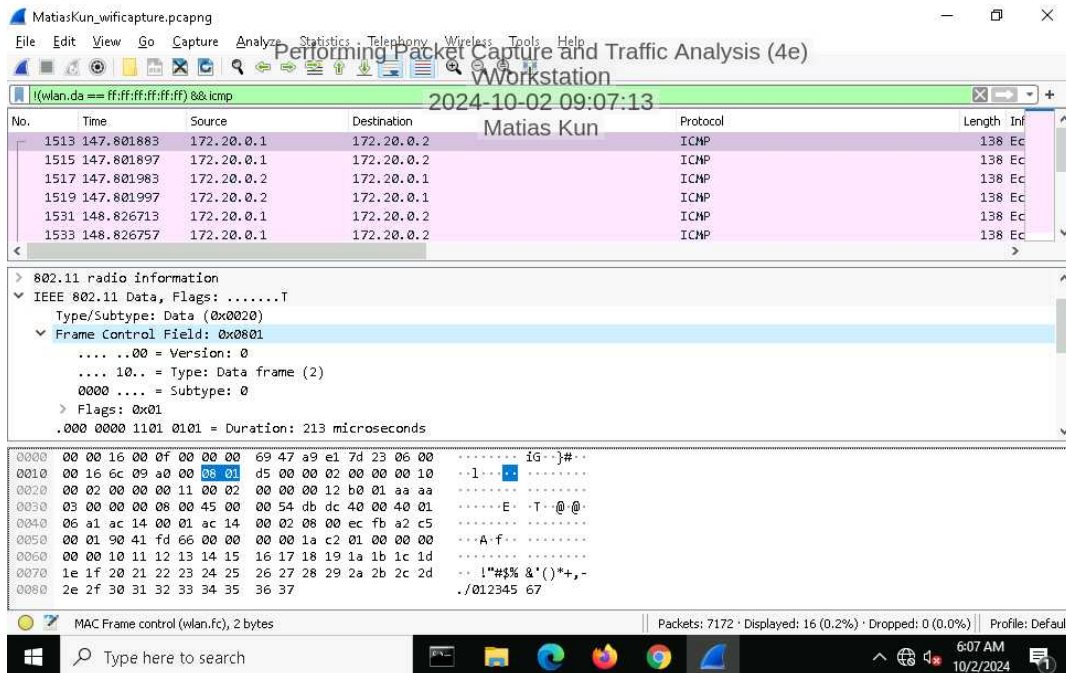 MatiasKun_wificapture.pcapng
File Edit View Go Capture Analyze Statistics Telephony Wireless Tools Help
Performing Packet Capture and Traffic Analysis (4e)
vWorkstation
2024-10-02 09:07:13
Matias Kun
!(wlan.da == ff:ff:ff:ff:ff:ff) && icmp
No. Time Source Destination Protocol Length Inf
1513 147.801883 172.20.0.1 172.20.0.2 ICMP 138 Ec
1515 147.801897 172.20.0.1 172.20.0.2 ICMP 138 Ec
1517 147.801983 172.20.0.2 172.20.0.1 ICMP 138 Ec
1519 147.801997 172.20.0.2 172.20.0.1 ICMP 138 Ec
1531 148.826713 172.20.0.1 172.20.0.2 ICMP 138 Ec
1533 148.826757 172.20.0.1 172.20.0.2 ICMP 138 Ec
802.11 radio information
IEEE 802.11 Data, Flags: .......T
Type/Subtype: Data (0x0020)
Frame Control Field: 0x0801
.... ..00 = Version: 0
.... 10.. = Type: Data frame (2)
0000 .... = Subtype: 0
Flags: 0x01
.000 0000 1101 0101 = Duration: 213 microseconds
0000 00 00 16 00 0f 00 00 00 69 47 a9 e1 7d 23 06 00 ········ iG··}#··
0010 00 16 6c 09 a0 00 08 01 d5 00 00 02 00 00 00 10 ··l····· ········
0020 00 02 00 00 00 11 00 02 00 00 00 12 b0 01 aa aa ········ ········
0030 03 00 00 00 08 00 45 00 00 54 db dc 40 00 40 01 ······E· ·T··@·@·
0040 06 a1 ac 14 00 01 ac 14 00 02 08 00 ec fb a2 c5 ········ ········
0050 00 01 90 41 fd 66 00 00 00 00 1a c2 01 00 00 00 ···A·f·· ········
0060 00 00 10 11 12 13 14 15 16 17 18 19 1a 1b 1c 1d ········ ········
0070 1e 1f 20 21 22 23 24 25 26 27 28 29 2a 2b 2c 2d ·· !"#$% &'()*+,-
0080 2e 2f 30 31 32 33 34 35 36 37 ./012345 67
MAC Frame control (wlan.fc), 2 bytes Packets: 7172 · Displayed: 16 (0.2%) · Dropped: 0 (0.0%) Profile: Defaul
Type here to search
6:07 AM
10/2/2024
1